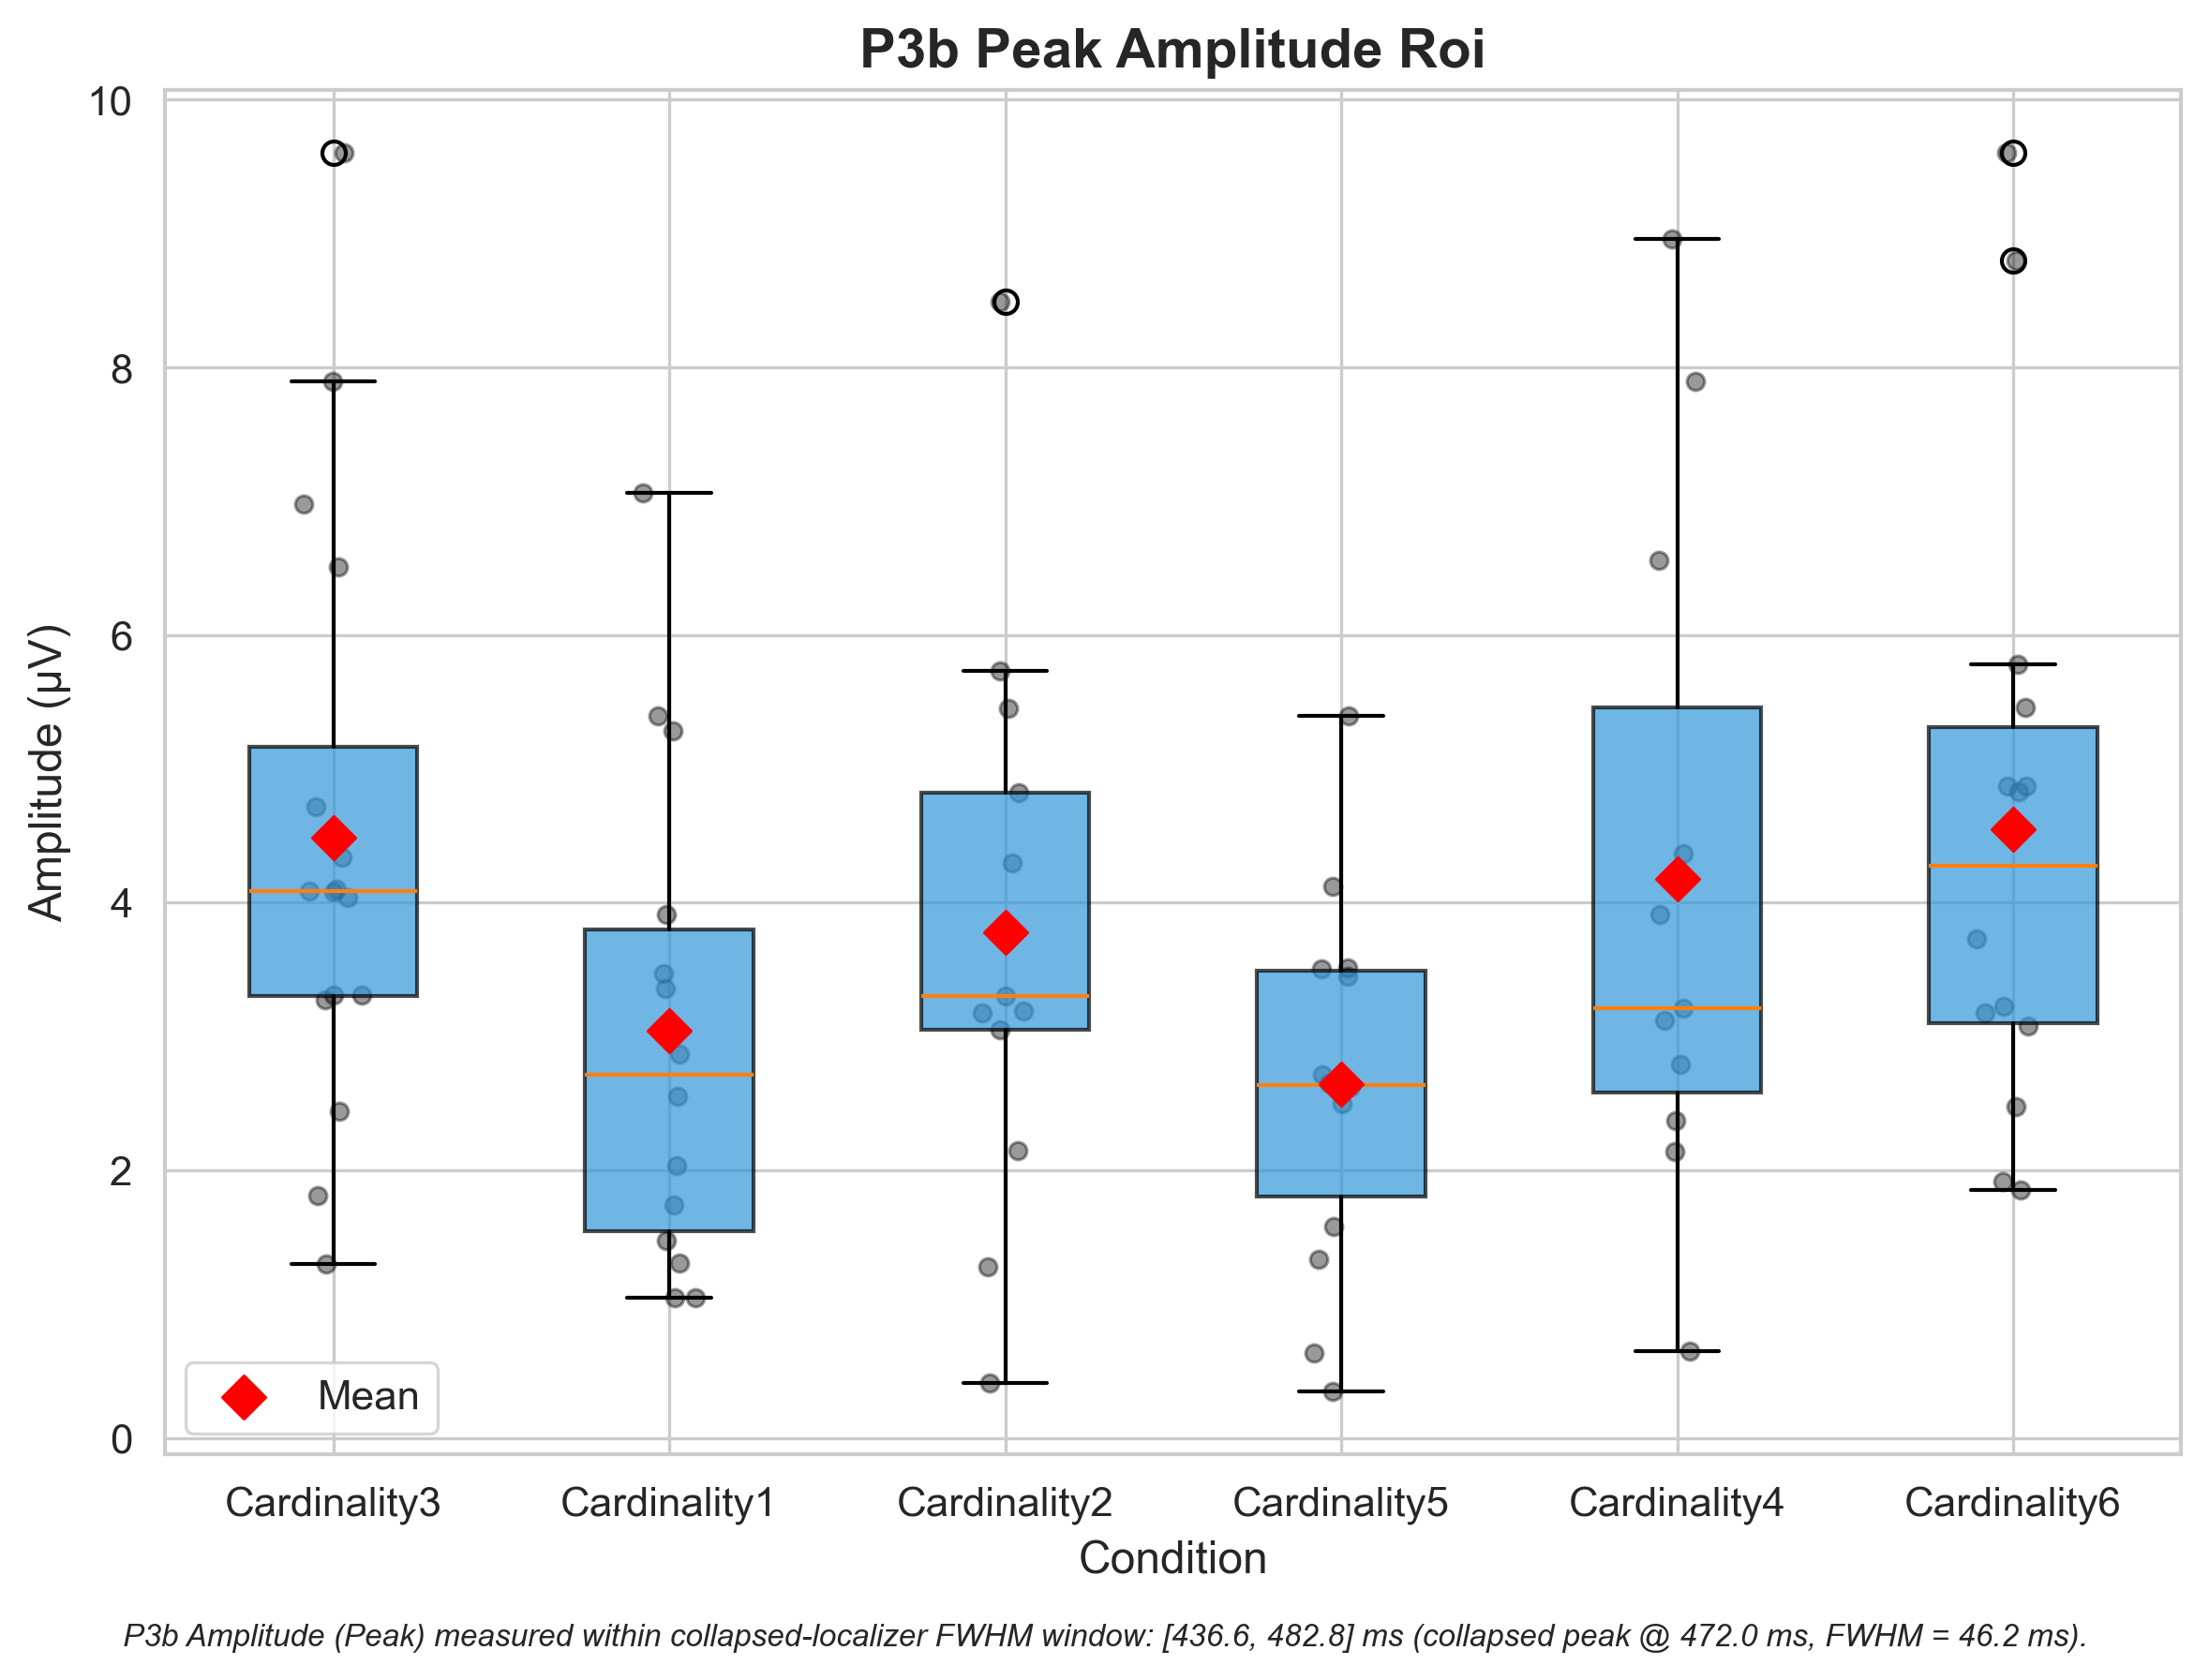 P3b Peak Amplitude Roi
10
8
6
4
2
0
Amplitude (µV)
Mean
Cardinality3 Cardinality1 Cardinality2 Cardinality5 Cardinality4 Cardinality6
Condition
P3b Amplitude (Peak) measured within collapsed-localizer FWHM window: [436.6, 482.8] ms (collapsed peak @ 472.0 ms, FWHM = 46.2 ms).